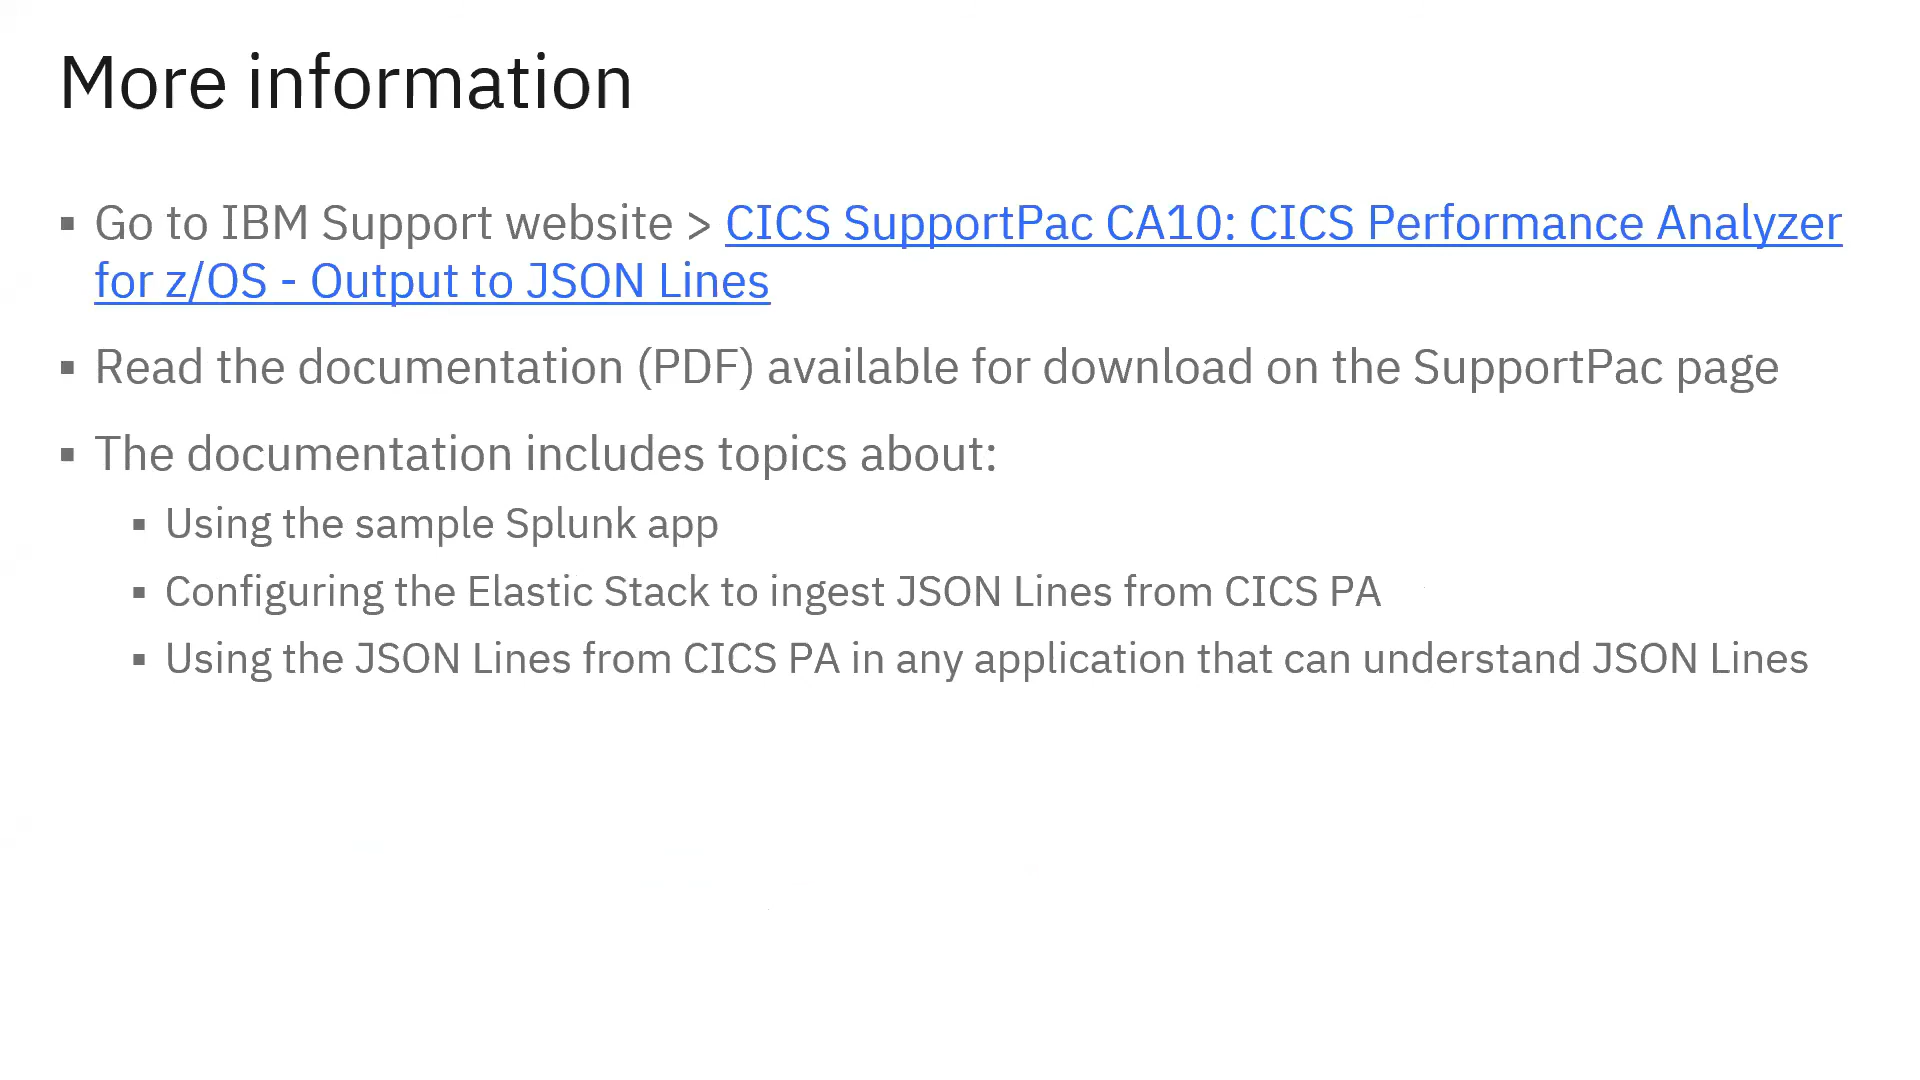 More information
▪ Go to IBM Support website > CICS SupportPac CA10: CICS Performance Analyzer
for z/OS - Output to JSON Lines
▪ Read the documentation (PDF) available for download on the SupportPac page
▪ The documentation includes topics about:
▪ Using the sample Splunk app
▪ Configuring the Elastic Stack to ingest JSON Lines from CICS PA
▪ Using the JSON Lines from CICS PA in any application that can understand JSON Lines